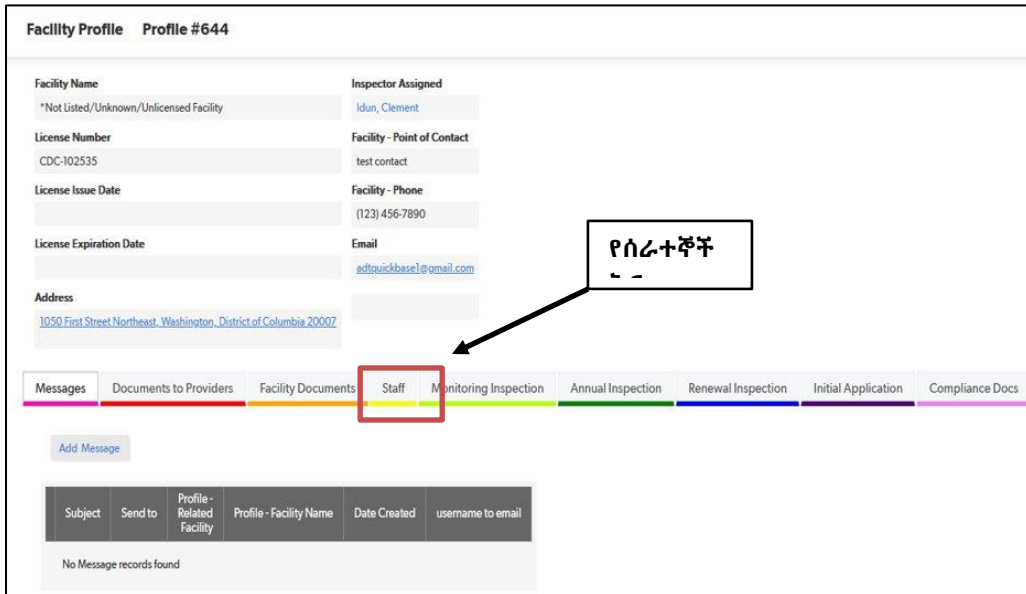 Facility Profile Profile #644
Facility Name
*Not Listed/Unknown/Unlicensed Facility
License Number
CDC-102535
License Issue Date
License Expiration Date
Address
1050 First Street Northeast, Washington, District of Columbia 20007
Inspector Assigned
Idun, Clement
Facility - Point of Contact
test contact
Facility - Phone
(123) 456-7890
Email
adtquickbase1@gmail.com
የሰራተኞች
Messages Documents to Providers Facility Documents Staff Monitoring Inspection Annual Inspection Renewal Inspection Initial Application Compliance Docs
Add Message
Subject Send to Profile - Related Facility Profile - Facility Name Date Created username to email
No Message records found